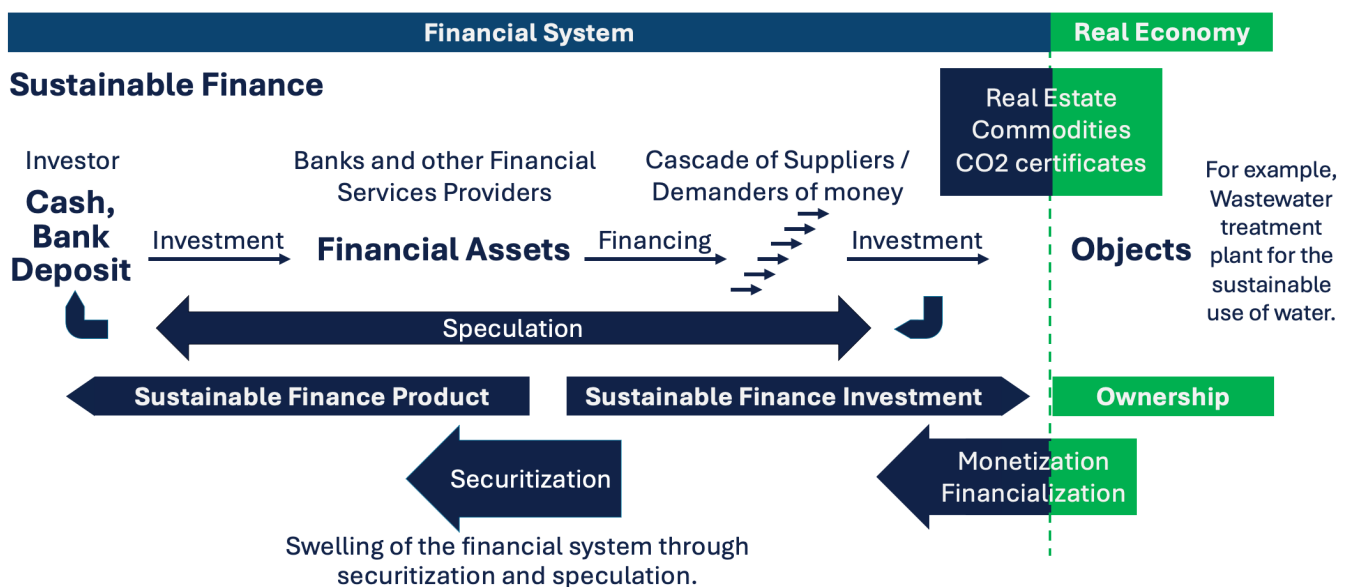 Financial System
Real Economy
Sustainable Finance
Real Estate
Commodities
CO2 certificates
Investor
Cash,
Bank
Deposit
Investment
Banks and other Financial
Services Providers
Financial Assets
Financing
Cascade of Suppliers /
Demanders of money
Investment
Objects
For example,
Wastewater
treatment
plant for the
sustainable
use of water.
Speculation
Sustainable Finance Product
Sustainable Finance Investment
Ownership
Securitization
Monetization
Financialization
Swelling of the financial system through
securitization and speculation.